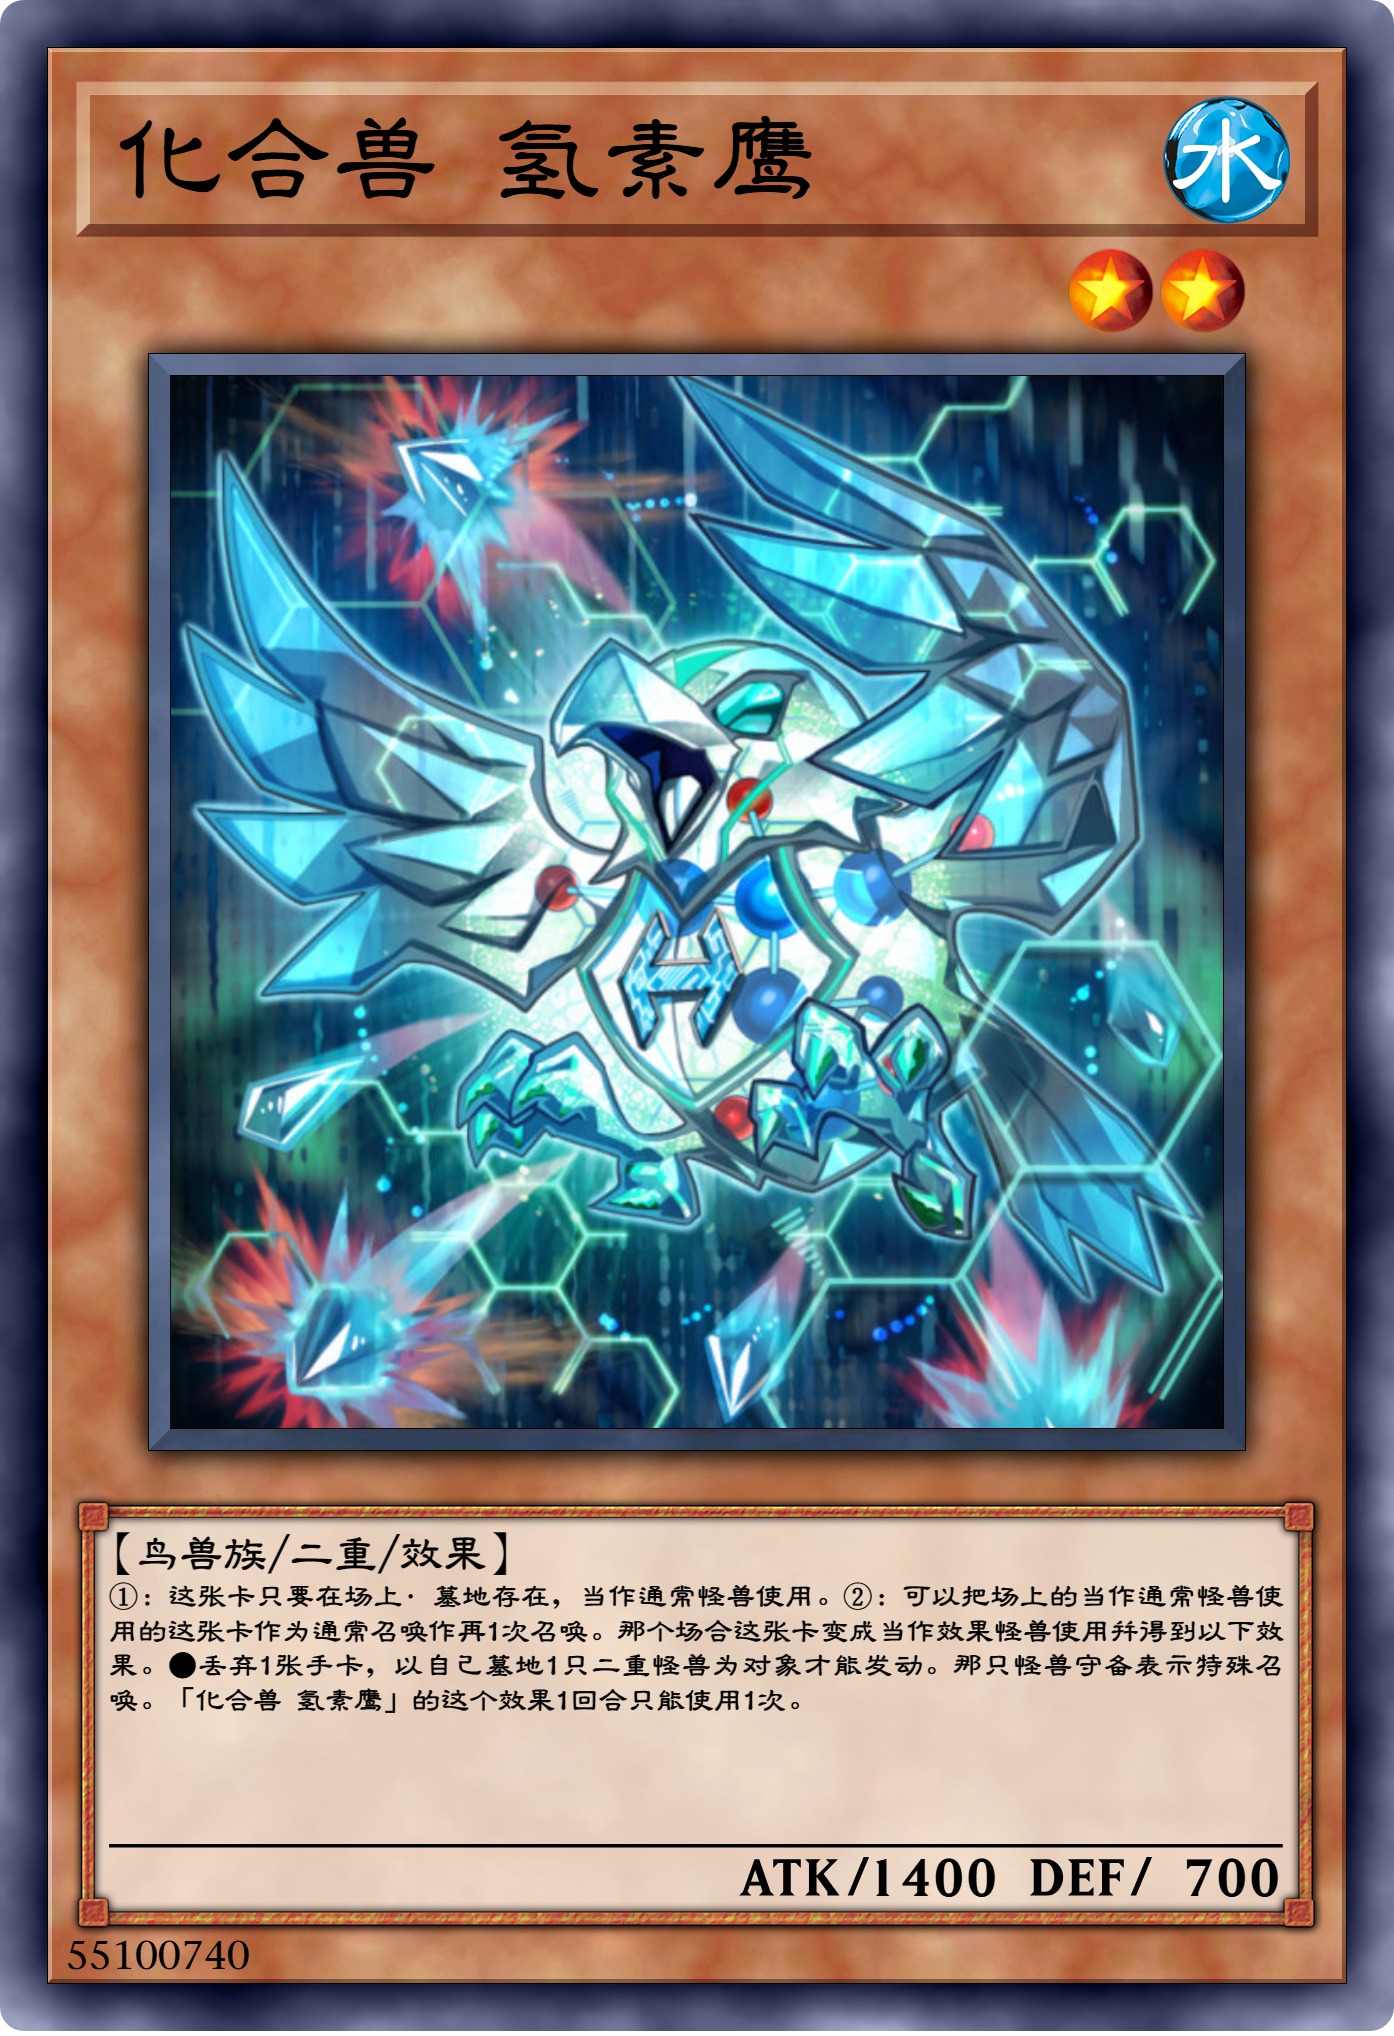 化合兽 氢素鹰
水
【鸟兽族/二重/效果】
①：这张卡只要在场上·墓地存在，当作通常怪兽使用。②：可以把场上的当作通常怪兽使
用的这张卡作为通常召唤作再1次召唤。那个场合这张卡变成当作效果怪兽使用并得到以下效
果。●丢弃1张手卡，以自己墓地1只二重怪兽为对象才能发动。那只怪兽守备表示特殊召
唤。「化合兽 氢素鹰」的这个效果1回合只能使用1次。
ATK/1400 DEF/ 700
55100740